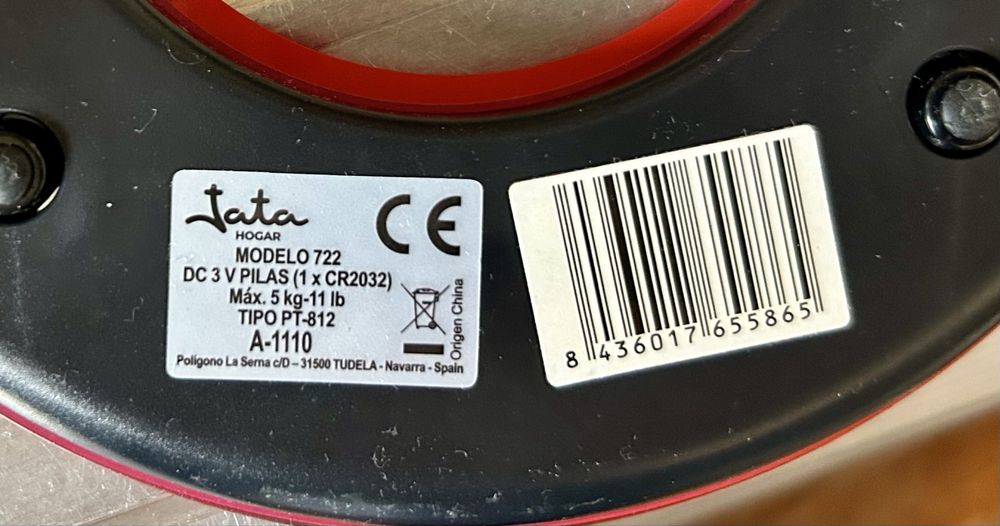 Jata
HOGAR
CE
MODELO 722
DC 3 V PILAS (1 x CR2032)
Máx. 5 kg-11 lb
TIPO PT-812
A-1110
Origen China
Polígono La Serna c/D – 31500 TUDELA - Navarra - Spain
8 436017 655865